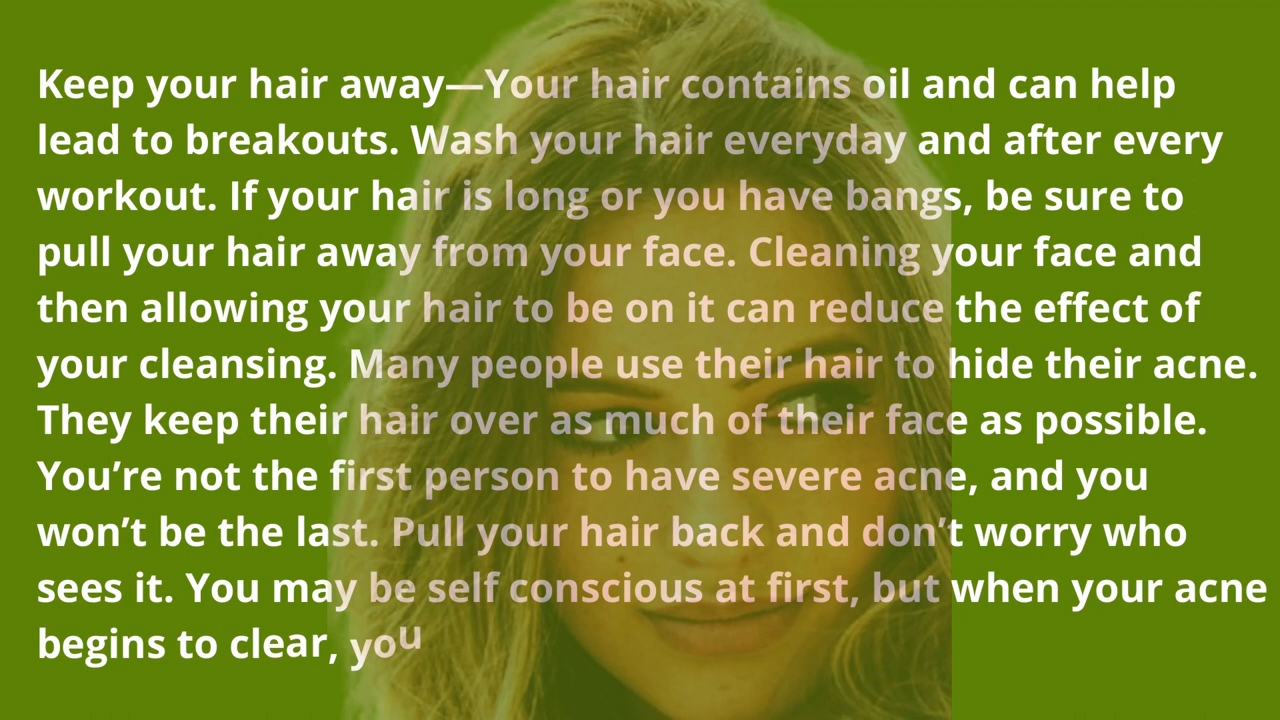 Keep your hair away—Your hair contains oil and can help
lead to breakouts. Wash your hair everyday and after every
workout. If your hair is long or you have bangs, be sure to
pull your hair away from your face. Cleaning your face and
then allowing your hair to be on it can reduce the effect of
your cleansing. Many people use their hair to hide their acne.
They keep their hair over as much of their face as possible.
You’re not the first person to have severe acne, and you
won’t be the last. Pull your hair back and don’t worry who
sees it. You may be self conscious at first, but when your acne
begins to clear, you